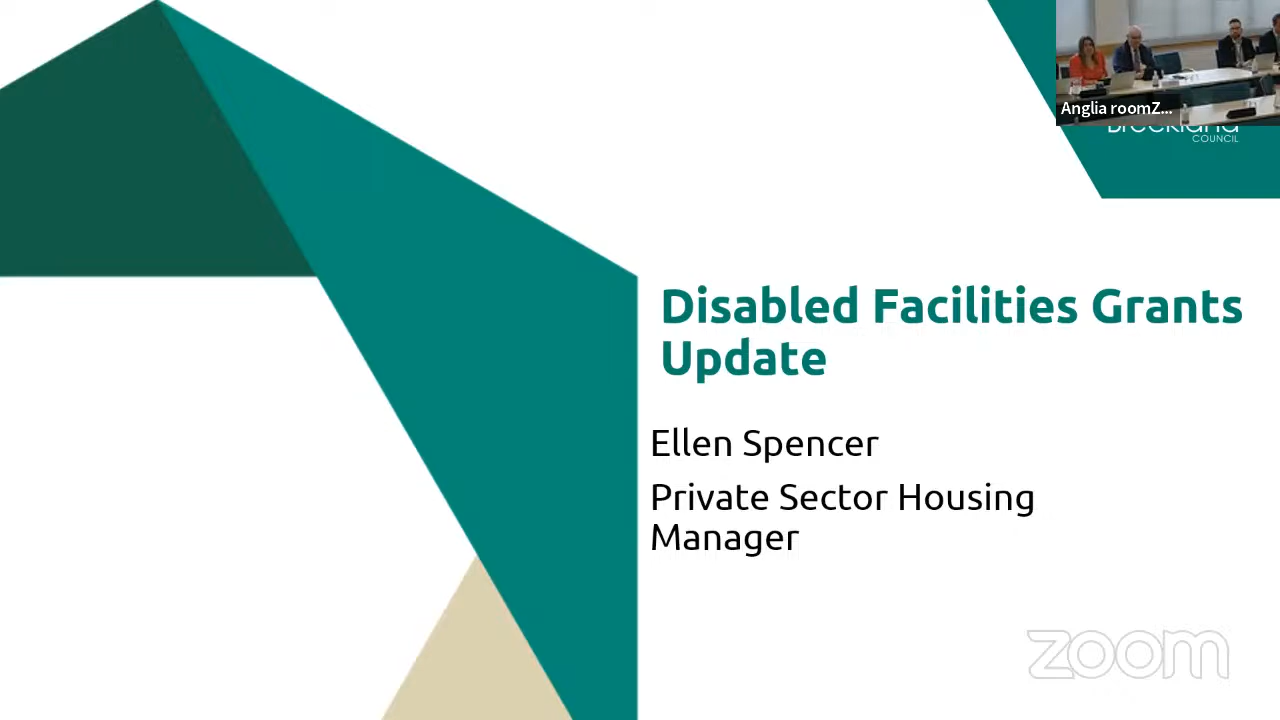 Anglia roomZ...
COUNCIL
Disabled Facilities Grants
Update
Ellen Spencer
Private Sector Housing
Manager
zoom